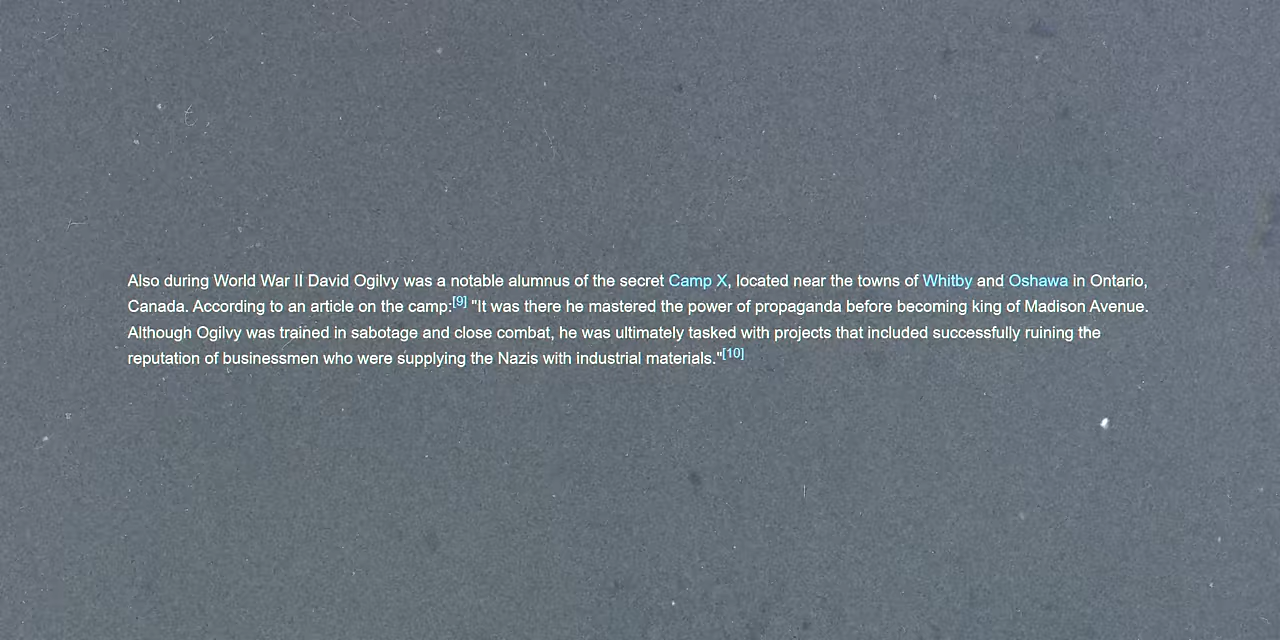 Also during World War II David Ogilvy was a notable alumnus of the secret Camp X, located near the towns of Whitby and Oshawa in Ontario,
Canada. According to an article on the camp:[9] "It was there he mastered the power of propaganda before becoming king of Madison Avenue.
Although Ogilvy was trained in sabotage and close combat, he was ultimately tasked with projects that included successfully ruining the
reputation of businessmen who were supplying the Nazis with industrial materials."[10]